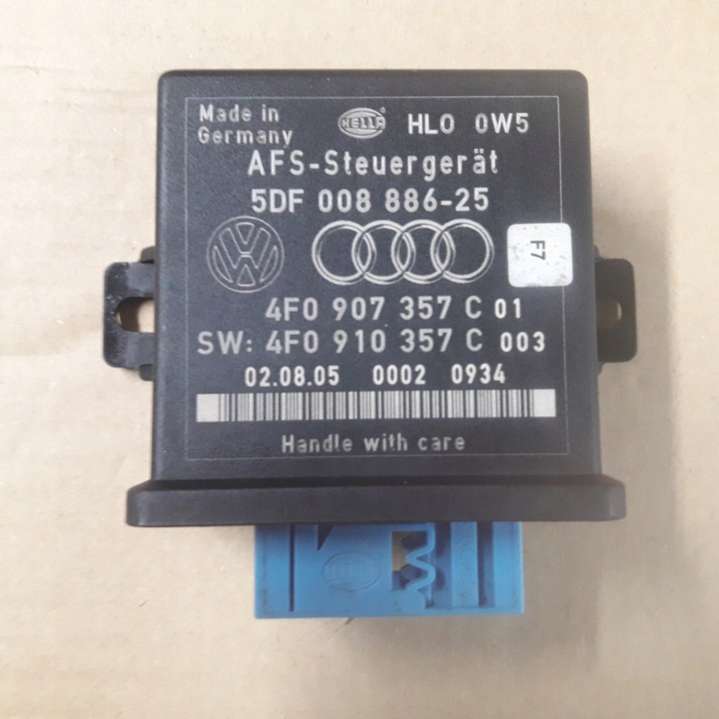 Made in
Germany
HELLA
HLO 0W5
AFS-Steuergerät
5DF 008 886-25
F7
4F0 907 357 C 01
SW: 4F0 910 357 C 003
02.08.05 0002 0934
Handle with care